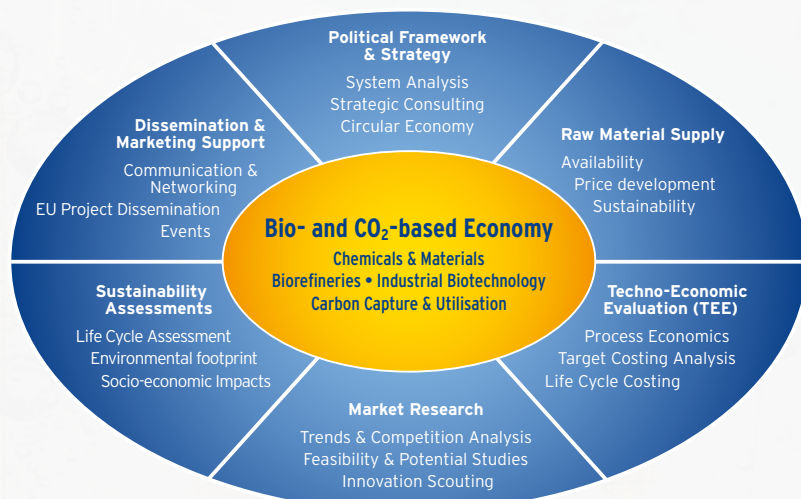 Political Framework
& Strategy
System Analysis
Strategic Consulting
Circular Economy
Raw Material Supply
Availability
Price development
Sustainability
Techno-Economic
Evaluation (TEE)
Process Economics
Target Costing Analysis
Life Cycle Costing
Market Research
Trends & Competition Analysis
Feasibility & Potential Studies
Innovation Scouting
Sustainability
Assessments
Life Cycle Assessment
Environmental footprint
Socio-economic Impacts
Dissemination &
Marketing Support
Communication &
Networking
EU Project Dissemination
Events
Bio- and CO₂-based Economy
Chemicals & Materials
Biorefineries • Industrial Biotechnology
Carbon Capture & Utilisation